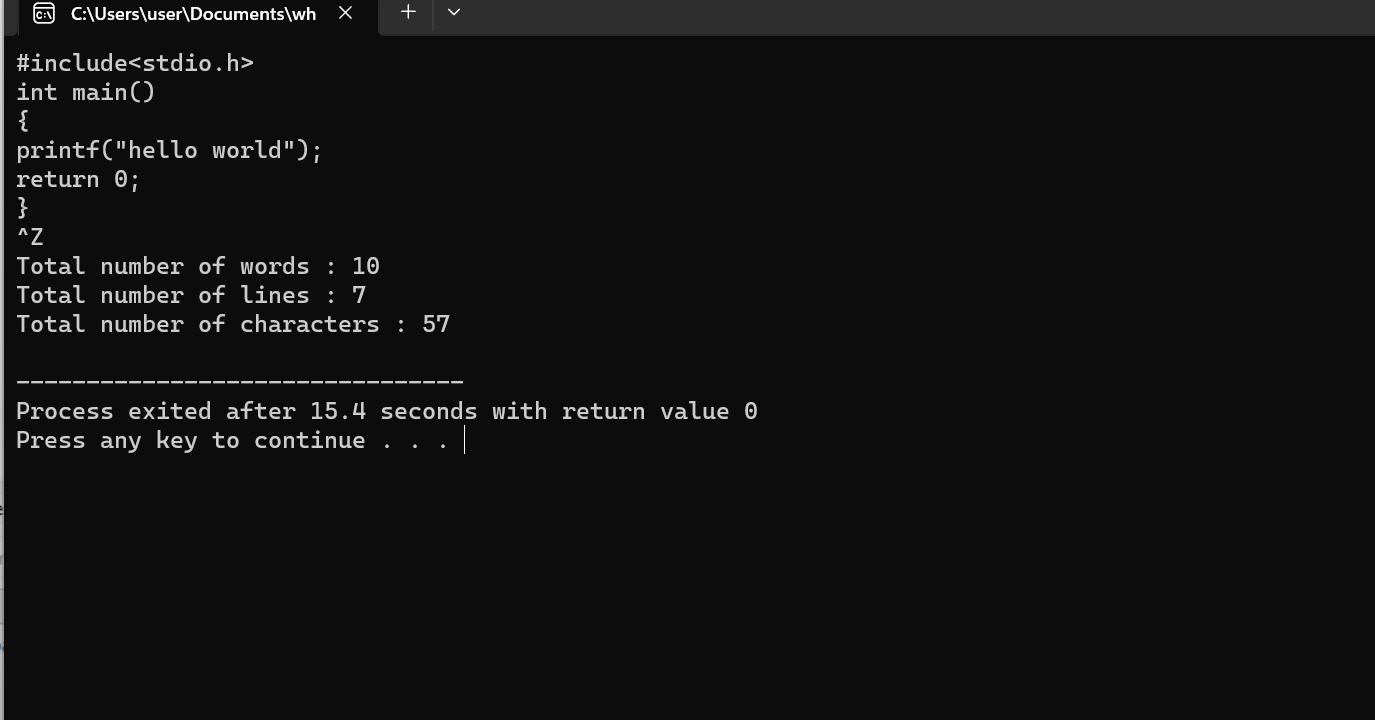 C:\Users\user\Documents\wh
#include<stdio.h>
int main()
{
printf("hello world");
return 0;
}
^Z
Total number of words : 10
Total number of lines : 7
Total number of characters : 57
--------------------------------
Process exited after 15.4 seconds with return value 0
Press any key to continue . . .